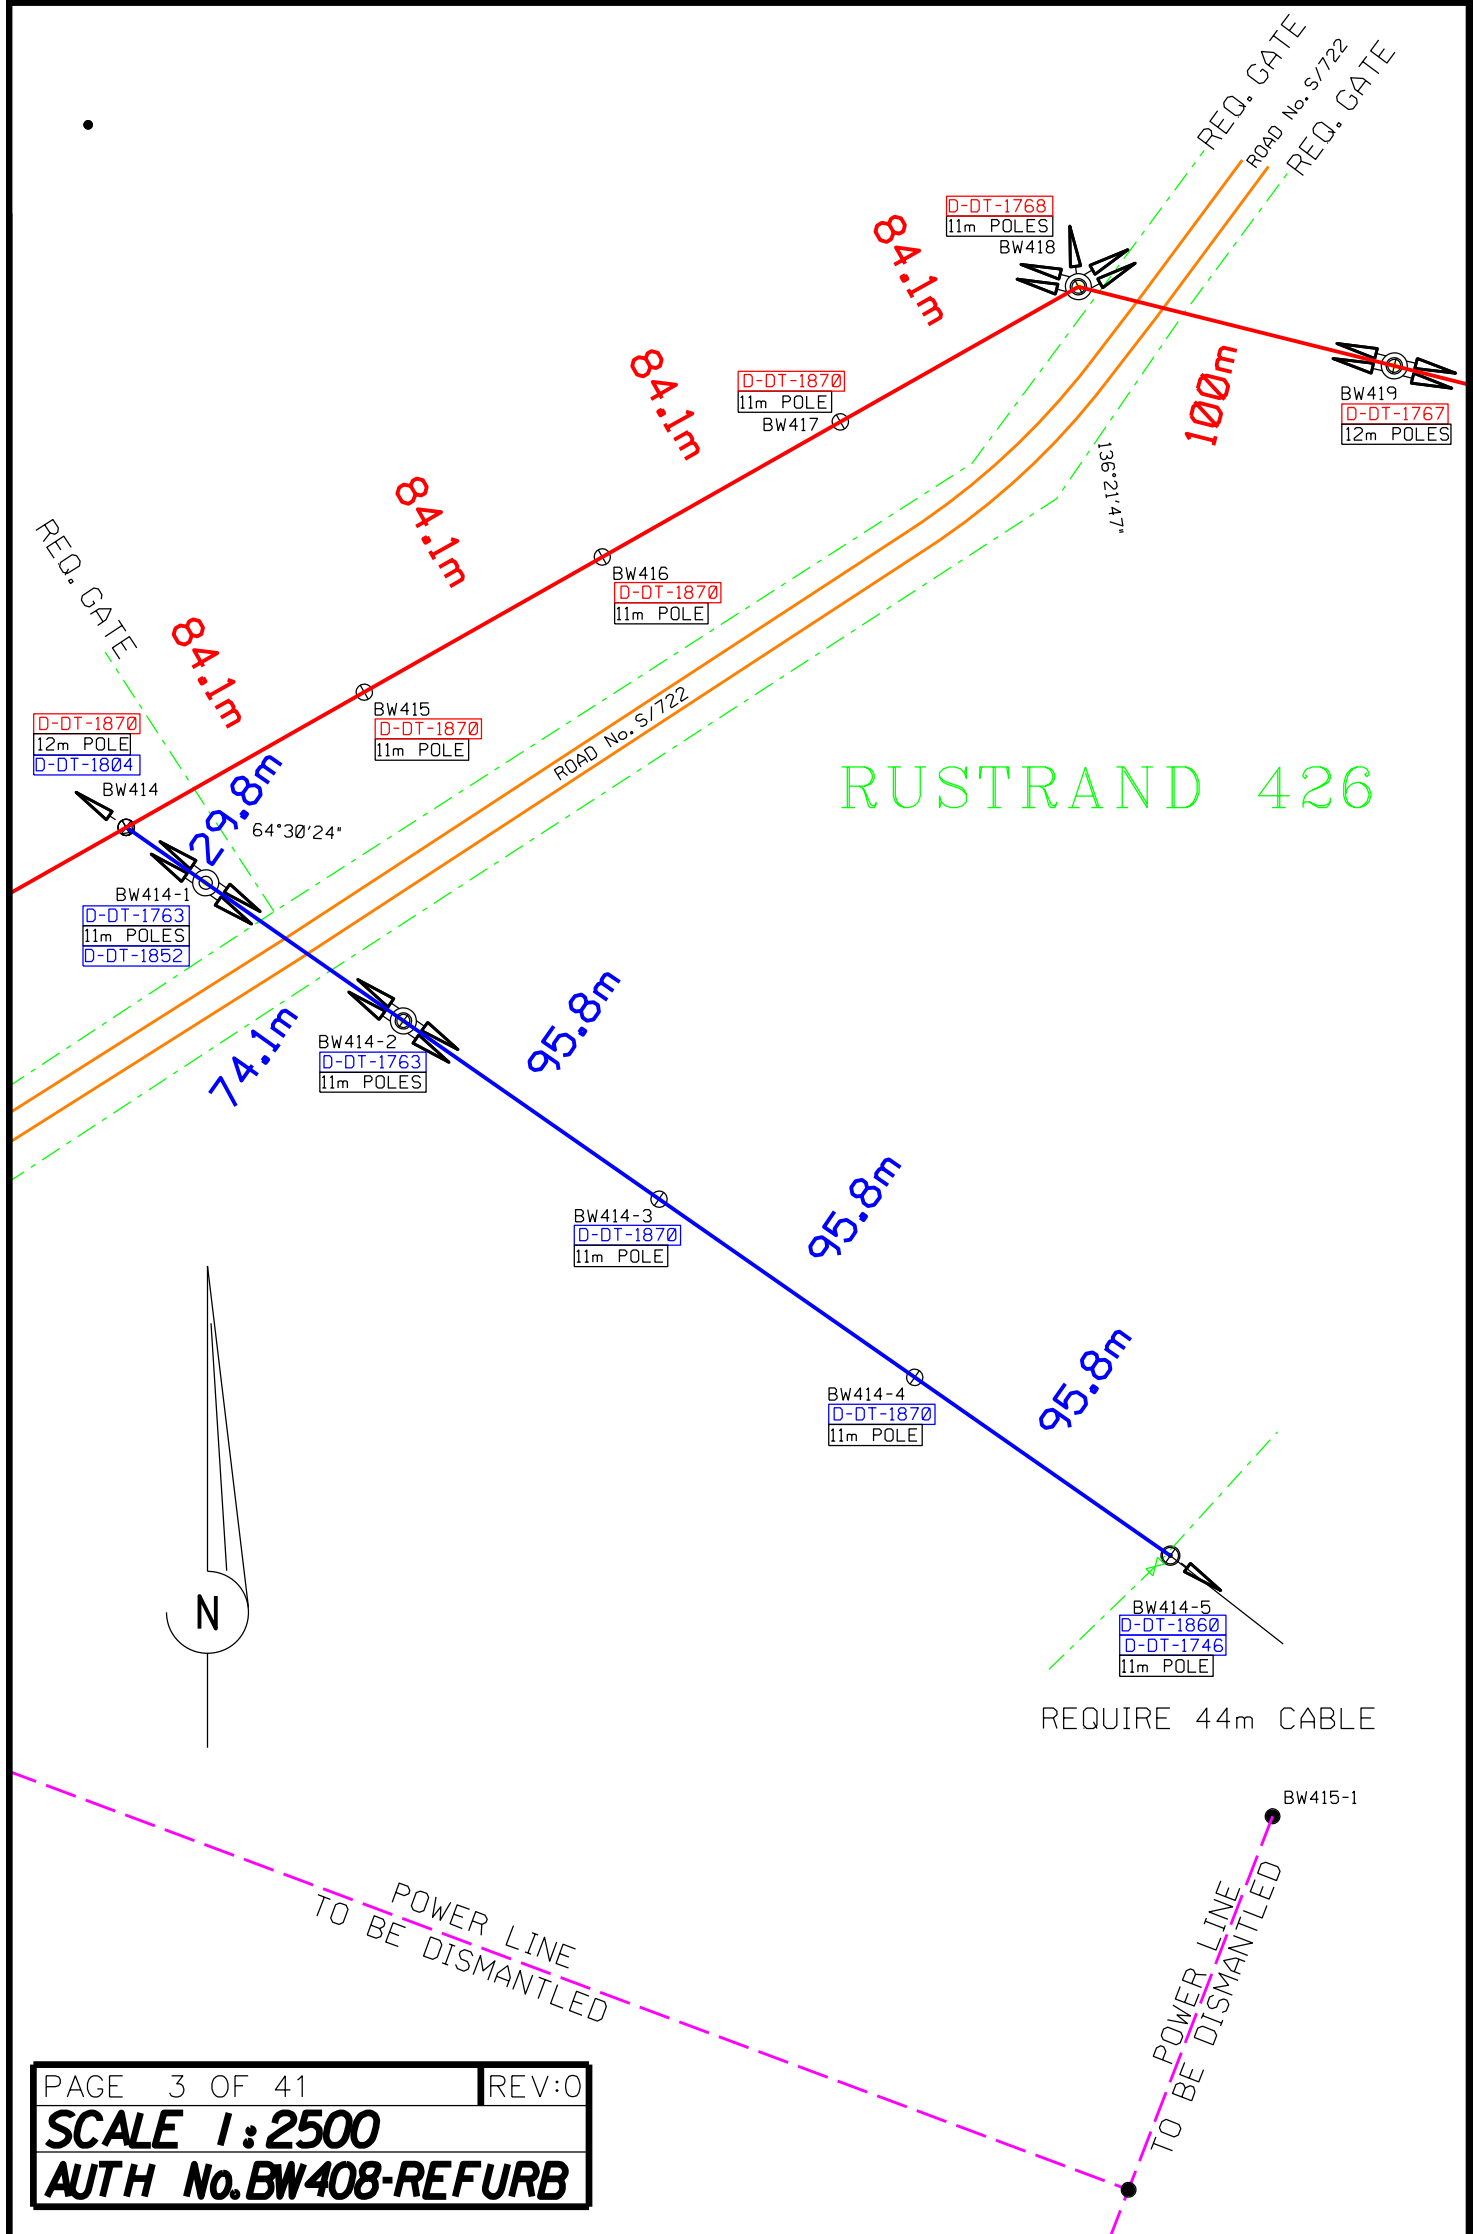 REQ. GATE
ROAD No. S/722
REQ. GATE
D-DT-1768
11m POLES
BW418
84.1m
100m
BW419
D-DT-1767
12m POLES
84.1m
D-DT-1870
11m POLE
BW417
136°21'47"
84.1m
BW416
D-DT-1870
11m POLE
REQ. GATE
84.1m
BW415
D-DT-1870
11m POLE
ROAD No. S/722
D-DT-1870
12m POLE
D-DT-1804
BW414
29.8m
64°30'24"
RUSTRAND 426
BW414-1
D-DT-1763
11m POLES
D-DT-1852
74.1m
BW414-2
D-DT-1763
11m POLES
95.8m
BW414-3
D-DT-1870
11m POLE
95.8m
BW414-4
D-DT-1870
11m POLE
95.8m
BW414-5
D-DT-1860
D-DT-1746
11m POLE
REQUIRE 44m CABLE
N
BW415-1
POWER LINE
TO BE DISMANTLED
POWER LINE
TO BE DISMANTLED
PAGE 3 OF 41
REV:0
SCALE 1:2500
AUTH No.BW408-REFURB